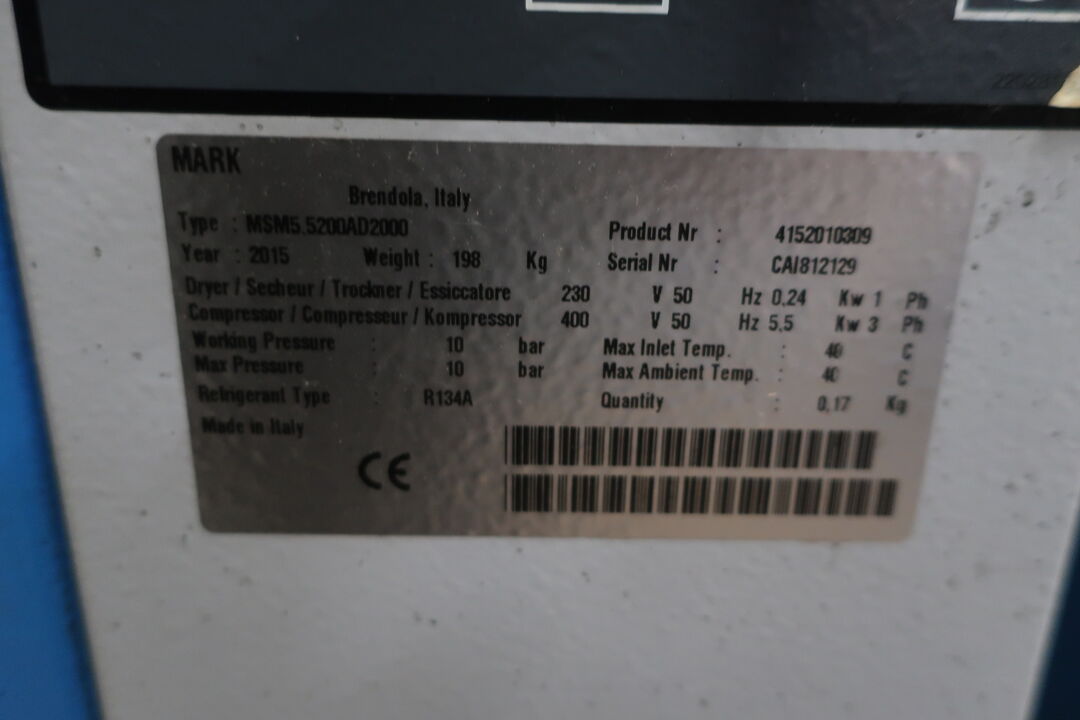 MARK
Brendola, Italy
Type : MSM5.5200AD2000 Product Nr : 4152010309
Year : 2015 Weight : 198 Kg Serial Nr : CAI812129
Dryer / Secheur / Trockner / Essiccatore 230 V 50 Hz 0,24 Kw 1 Ph
Compressor / Compresseur / Kompressor 400 V 50 Hz 5,5 Kw 3 Ph
Working Pressure : 10 bar Max Inlet Temp. : 40 C
Max Pressure : 10 bar Max Ambient Temp. : 40 C
Refrigerant Type : R134A Quantity : 0,17 Kg
Made in Italy
CE